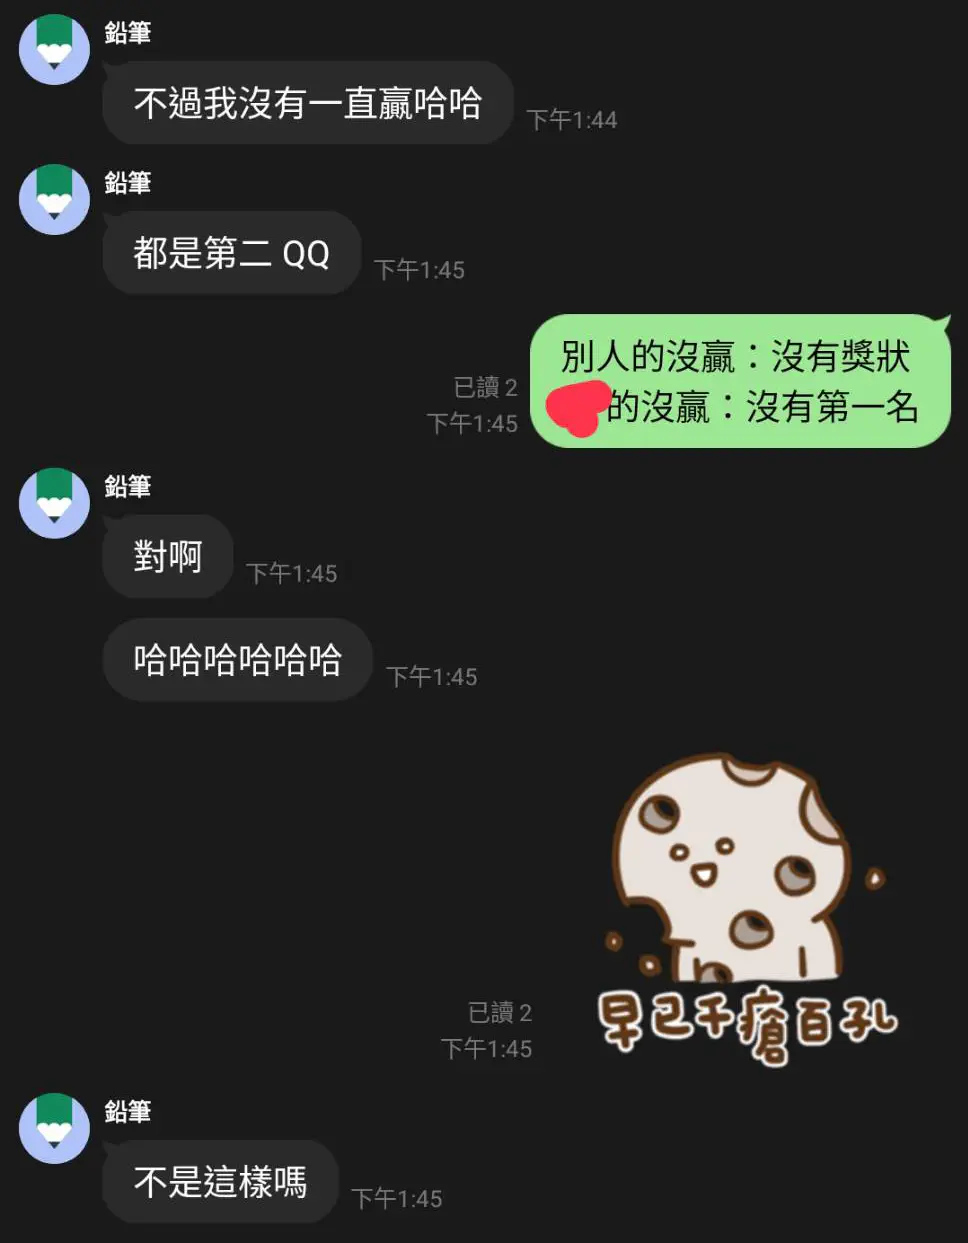 鉛筆
不過我沒有一直贏哈哈
下午1:44
鉛筆
都是第二 QQ
下午1:45
別人的沒贏：沒有獎狀
的沒贏：沒有第一名
已讀 2
下午1:45
鉛筆
對啊
下午1:45
哈哈哈哈哈哈
下午1:45
早已千瘡百孔
已讀 2
下午1:45
鉛筆
不是這樣嗎
下午1:45